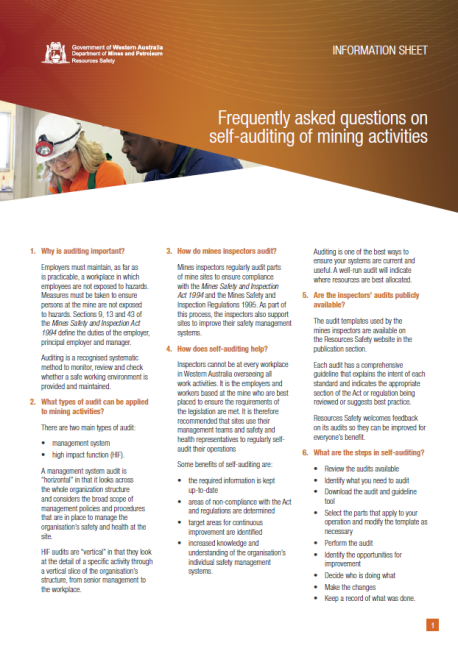 Government of Western Australia
Department of Mines and Petroleum
Resources Safety
INFORMATION SHEET
Frequently asked questions on
self-auditing of mining activities
1. Why is auditing important?
Employers must maintain, as far as
is practicable, a workplace in which
employees are not exposed to hazards.
Measures must be taken to ensure
persons at the mine are not exposed
to hazards. Sections 9, 13 and 43 of
the Mines Safety and Inspection Act
1994 define the duties of the employer,
principal employer and manager.
Auditing is a recognised systematic
method to monitor, review and check
whether a safe working environment is
provided and maintained.
2. What types of audit can be applied
to mining activities?
There are two main types of audit:
• management system
• high impact function (HIF).
A management system audit is
"horizontal" in that it looks across
the whole organization structure
and considers the broad scope of
management policies and procedures
that are in place to manage the
organisation's safety and health at the
site.
HIF audits are "vertical" in that they look
at the detail of a specific activity through
a vertical slice of the organisation's
structure, from senior management to
the workplace.
3. How do mines inspectors audit?
Mines inspectors regularly audit parts
of mine sites to ensure compliance
with the Mines Safety and Inspection
Act 1994 and the Mines Safety and
Inspection Regulations 1995. As part of
this process, the inspectors also support
sites to improve their safety management
systems.
4. How does self-auditing help?
Inspectors cannot be at every workplace
in Western Australia overseeing all
work activities. It is the employers and
workers based at the mine who are best
placed to ensure the requirements of
the legislation are met. It is therefore
recommended that sites use their
management teams and safety and
health representatives to regularly self-
audit their operations
Some benefits of self-auditing are:
• the required information is kept
up-to-date
• areas of non-compliance with the Act
and regulations are determined
• target areas for continuous
improvement are identified
• increased knowledge and
understanding of the organisation's
individual safety management
systems.
Auditing is one of the best ways to
ensure your systems are current and
useful. A well-run audit will indicate
where resources are best allocated.
5. Are the inspectors' audits publicly
available?
The audit templates used by the
mines inspectors are available on
the Resources Safety website in the
publication section.
Each audit has a comprehensive
guideline that explains the intent of each
standard and indicates the appropriate
section of the Act or regulation being
reviewed or suggests best practice.
Resources Safety welcomes feedback
on its audits so they can be improved for
everyone's benefit.
6. What are the steps in self-auditing?
• Review the audits available
• Identify what you need to audit
• Download the audit and guideline
tool
• Select the parts that apply to your
operation and modify the template as
necessary
• Perform the audit
• Identify the opportunities for
improvement
• Decide who is doing what
• Make the changes
• Keep a record of what was done.
1